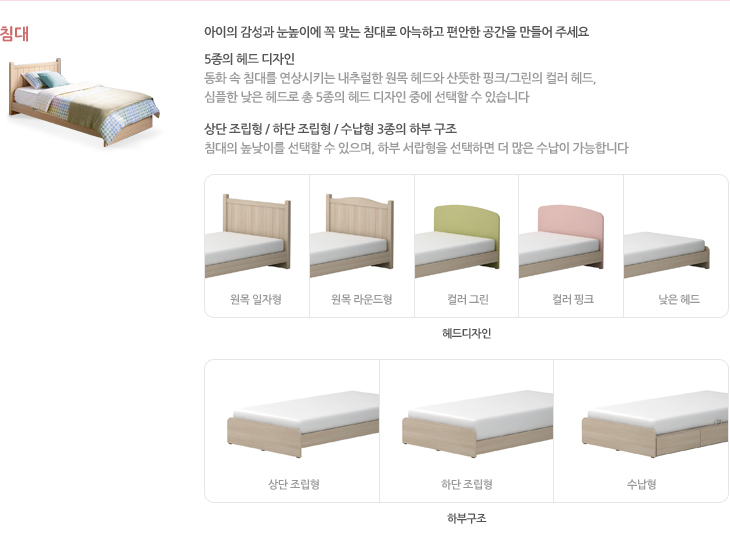 침대
아이의 감성과 눈높이에 꼭 맞는 침대로 아늑하고 편안한 공간을 만들어 주세요
5종의 헤드 디자인
동화 속 침대를 연상시키는 내추럴한 원목 헤드와 산뜻한 핑크/그린의 컬러 헤드,
심플한 낮은 헤드로 총 5종의 헤드 디자인 중에 선택할 수 있습니다
상단 조립형 / 하단 조립형 / 수납형 3종의 하부 구조
침대의 높낮이를 선택할 수 있으며, 하부 서랍형을 선택하면 더 많은 수납이 가능합니다
원목 일자형
원목 라운드형
컬러 그린
컬러 핑크
낮은 헤드
헤드디자인
상단 조립형
하단 조립형
수납형
하부구조